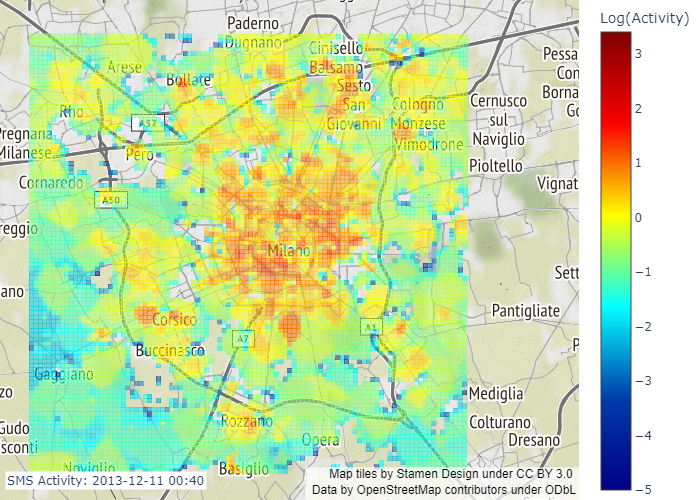 Log(Activity)
Paderno
Dugnano
Cinisello
Balsamo
Arese
Bollate
Sesto
San
Giovanni
Rho
A52
Cologno
Monzese
Vimodrone
Cernusco
sul
Naviglio
Pessa
Con
Borna
Go
Pregnana
Milanese
Pero
Pioltello
Cornaredo
A50
Vignat
reggio
Milano
Sett
ano
Corsico
Pantigliate
A7
A1
Buccinasco
P
Gaggiano
zo
Mediglia
Rozzano
Colturano
Gudo
sconti
Opera
Dresano
Noviglio
Basiglio
3
2
1
0
−1
−2
−3
−4
−5
SMS Activity: 2013-12-11 00:40
Map tiles by Stamen Design under CC BY 3.0
Data by OpenStreetMap contributors under ODbL